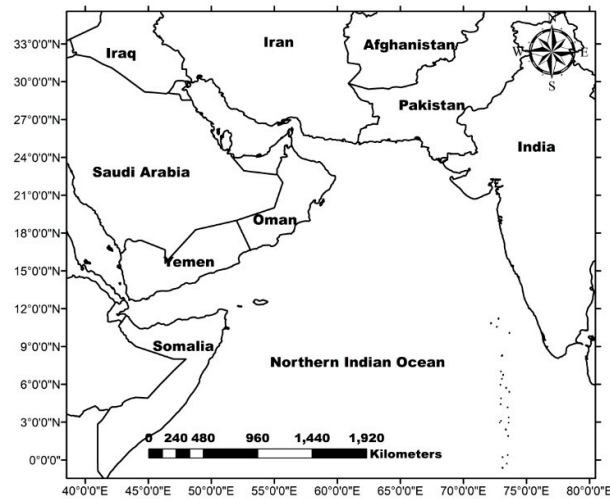 33°0'0"N
30°0'0"N
27°0'0"N
24°0'0"N
21°0'0"N
18°0'0"N
15°0'0"N
12°0'0"N
9°0'0"N
6°0'0"N
3°0'0"N
0°0'0"
Iraq
Iran
Afghanistan
N
W
E
S
Pakistan
India
Saudi Arabia
Oman
Yemen
Somalia
Northern Indian Ocean
0 240 480 960 1,440 1,920
Kilometers
40°0'0"E 45°0'0"E 50°0'0"E 55°0'0"E 60°0'0"E 65°0'0"E 70°0'0"E 75°0'0"E 80°0'0"E